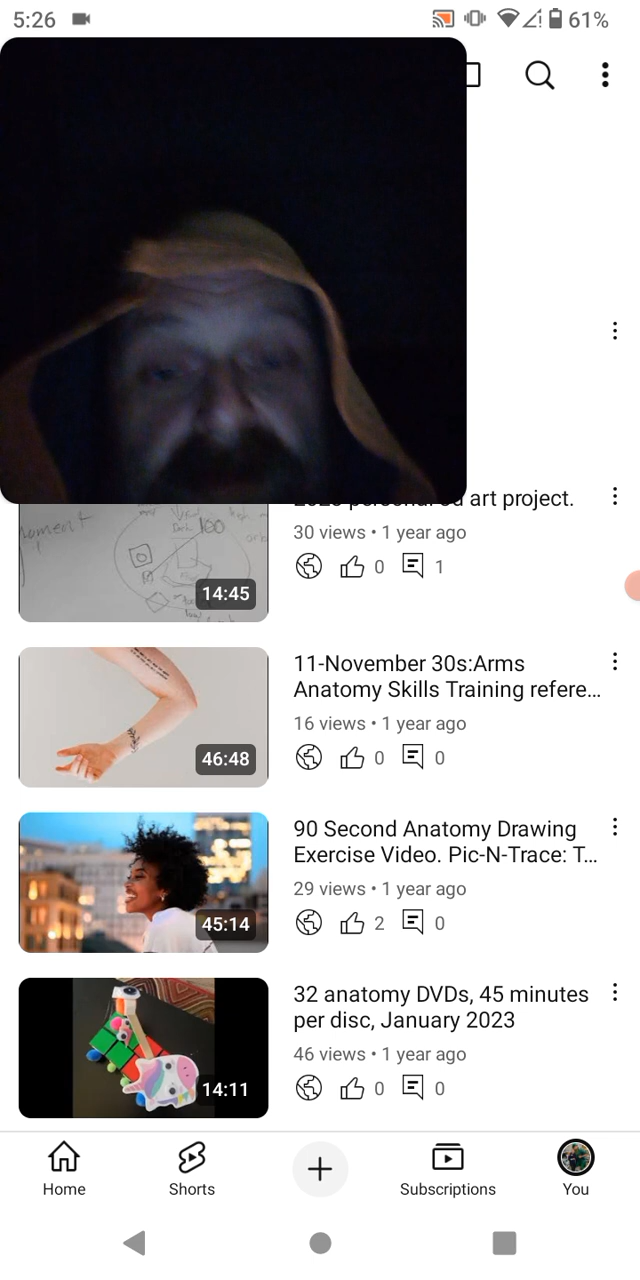 5:26
61%
art project.
30 views • 1 year ago
0
1
14:45
100
11-November 30s:Arms
Anatomy Skills Training refere...
16 views • 1 year ago
0
0
46:48
90 Second Anatomy Drawing
Exercise Video. Pic-N-Trace: T...
29 views • 1 year ago
2
0
45:14
32 anatomy DVDs, 45 minutes
per disc, January 2023
46 views • 1 year ago
0
0
14:11
Home
Shorts
Subscriptions
You